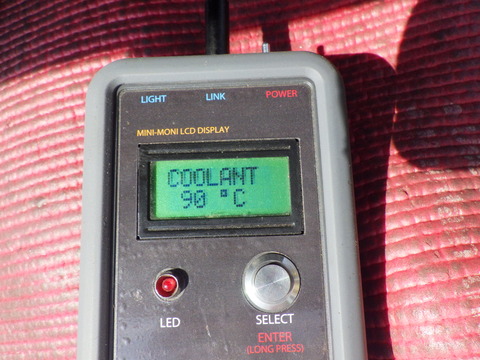 LIGHT LINK POWER
MINI-MONI LCD DISPLAY
COOLANT
90 °C
LED SELECT
ENTER
(LONG PRESS)